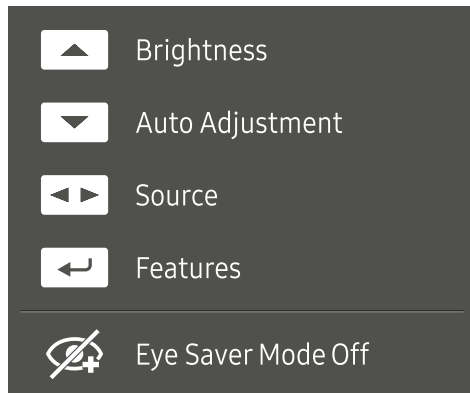 Brightness
Auto Adjustment
Source
Features
Eye Saver Mode Off